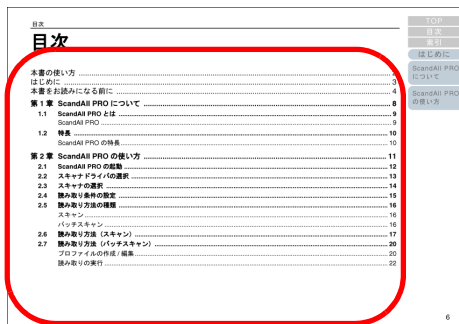 目次
目次
本書の使い方
はじめに ... 3
本書をお読みになる前に ... 4
第1章 ScandAll PRO について ... 8
1.1 ScandAll PRO とは ... 9
ScandAll PRO ... 9
1.2 特長 ... 10
ScandAll PRO の特長 ... 10
第2章 ScandAll PRO の使い方 ... 11
2.1 ScandAll PRO の起動 ... 12
2.2 スキャナドライバの選択 ... 13
2.3 スキャナの選択 ... 14
2.4 読み取り条件の設定 ... 15
2.5 読み取り方法の種類 ... 16
スキャン ... 16
バッチスキャン ... 16
2.6 読み取り方法（スキャン） ... 17
2.7 読み取り方法（バッチスキャン） ... 20
プロファイルの作成 / 編集 ... 20
読み取りの実行 ... 22
TOP
目次
索引
はじめに
ScandAll PRO
について
ScandAll PRO
の使い方
6